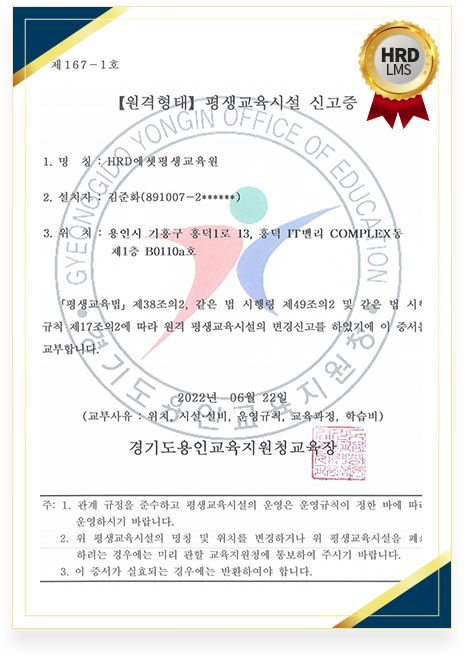 제167-1호
HRD
LMS
【원격형태】 평생교육시설 신고증
GYEONGGIDO YONGIN OFFICE OF EDUCATION
1. 명 칭 : HRD에셋평생교육원
2. 설치자 : 김준화(891007-2******)
3. 위 치 : 용인시 기흥구 흥덕1로 13, 흥덕 IT밸리 COMPLEX동
제1층 B0110a호
「평생교육법」 제38조의2, 같은 법 시행령 제49조의2 및 같은 법 시행
규칙 제17조의2에 따라 원격 평생교육시설의 변경신고를 하였기에 이 증서를
교부합니다.
경기도용인교육지원청
2022년 06월 22일
(교부사유 : 위치, 시설·설비, 운영규칙, 교육과정, 학습비)
경기도용인교육지원청교육장
주: 1. 관계 규정을 준수하고 평생교육시설의 운영은 운영규칙이 정한 바에 따라
운영하시기 바랍니다.
2. 위 평생교육시설의 명칭 및 위치를 변경하거나 위 평생교육시설을 폐쇄
하려는 경우에는 미리 관할 교육지원청에 통보하여 주시기 바랍니다.
3. 이 증서가 실효되는 경우에는 반환하여야 합니다.